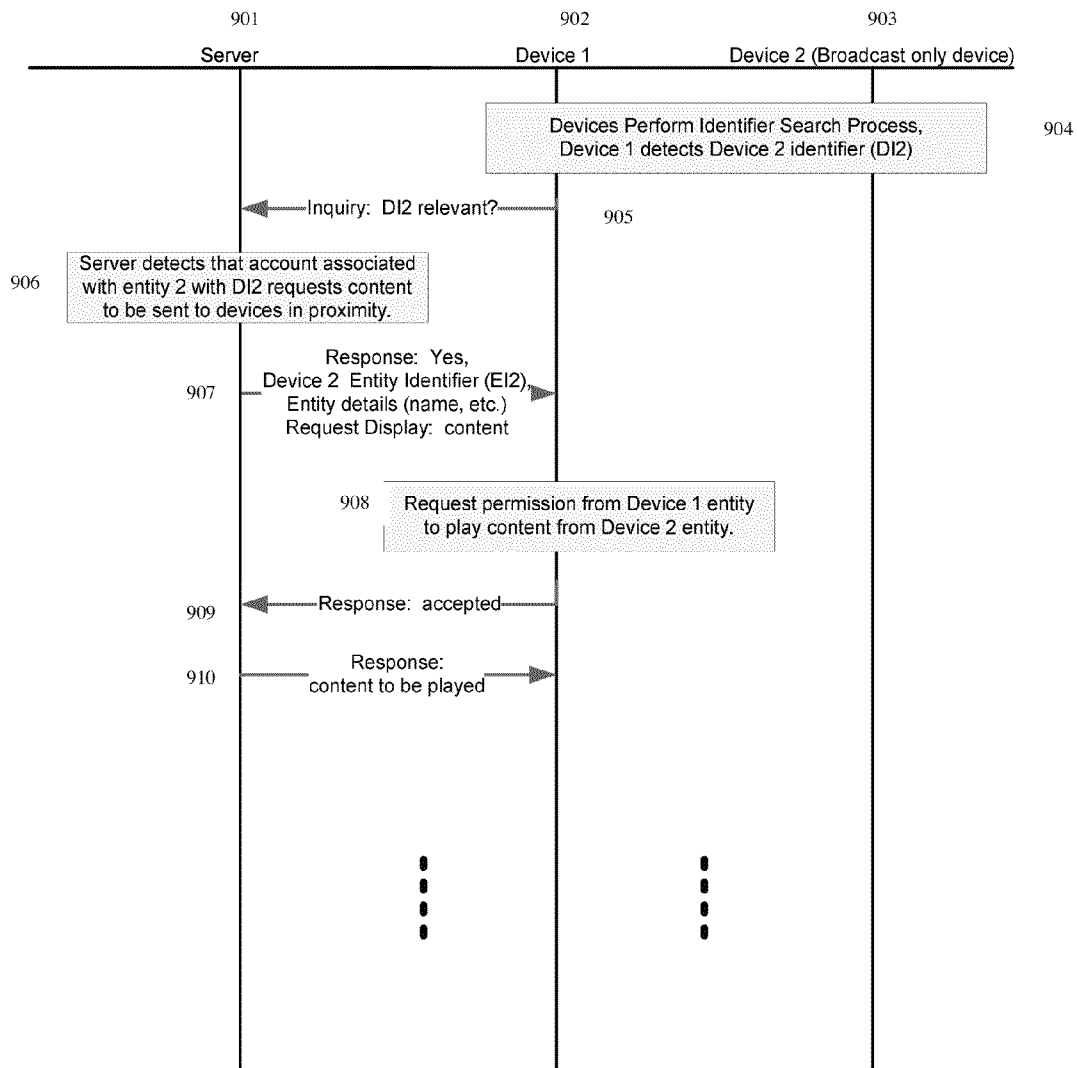 901
902
903
Server
Device 1
Device 2 (Broadcast only device)
Devices Perform Identifier Search Process,
Device 1 detects Device 2 identifier (DI2)
904
Inquiry: DI2 relevant?
905
906
Server detects that account associated
with entity 2 with DI2 requests content
to be sent to devices in proximity.
907
Response: Yes,
Device 2 Entity Identifier (EI2),
Entity details (name, etc.)
Request Display: content
908
Request permission from Device 1 entity
to play content from Device 2 entity.
909
Response: accepted
910
Response:
content to be played